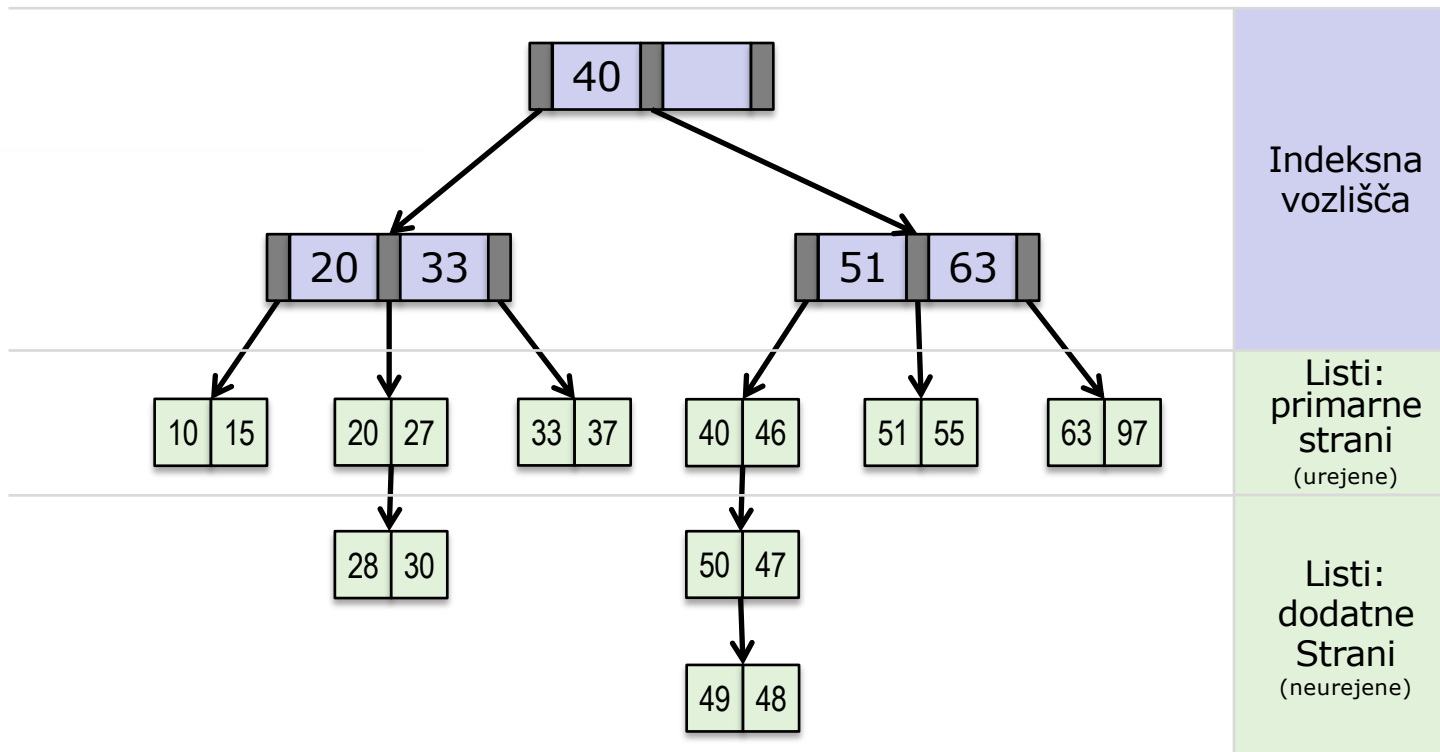 40
Indeksna
vozlišča
20 33
51 63
10 15
20 27
33 37
40 46
51 55
63 97
Listi:
primarne
strani
(urejene)
28 30
50 47
49 48
Listi:
dodatne
Strani
(neurejene)